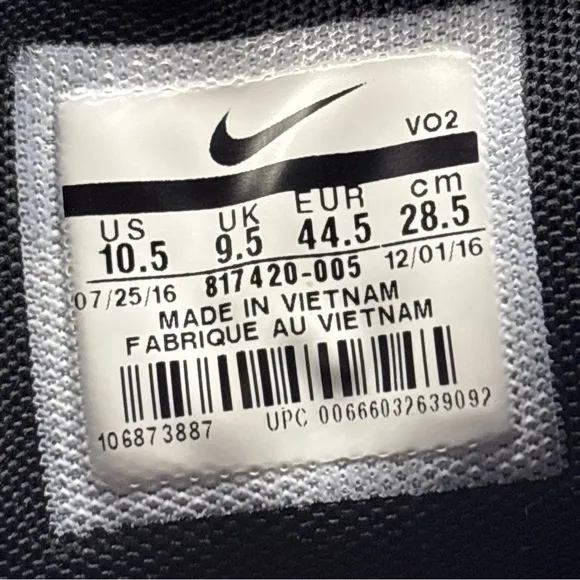 VO2
US UK EUR cm
10.5 9.5 44.5 28.5
07/25/16 817420-005 12/01/16
MADE IN VIETNAM
FABRIQUE AU VIETNAM
106873887 UPC 00666032639092